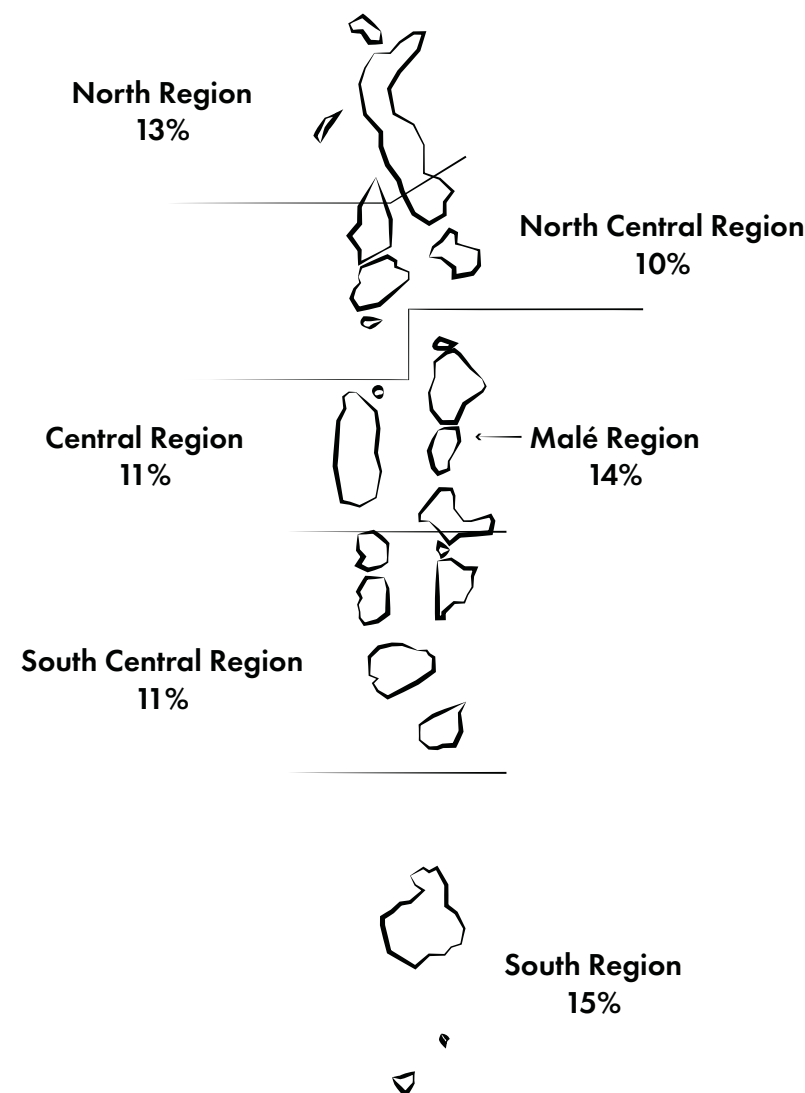 North Region
13%
North Central Region
10%
Central Region
11%
Malé Region
14%
South Central Region
11%
South Region
15%